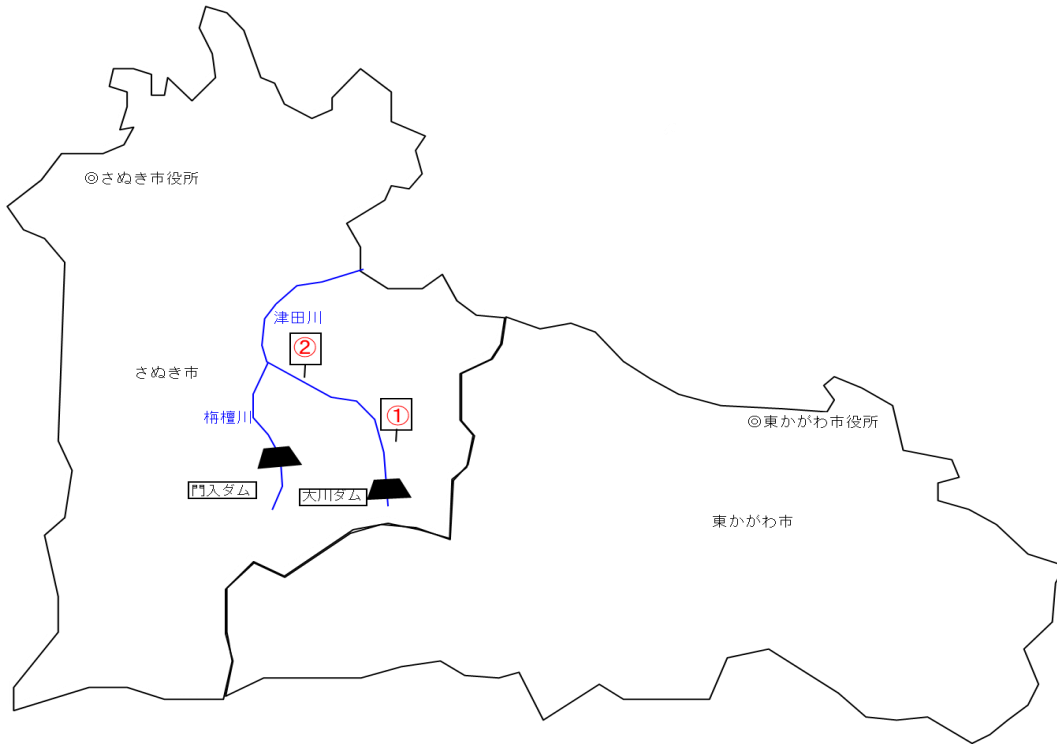 ◎さぬき市役所
津田川
②
さぬき市
栴檀川
①
◎東かがわ市役所
門入ダム
大川ダム
東かがわ市